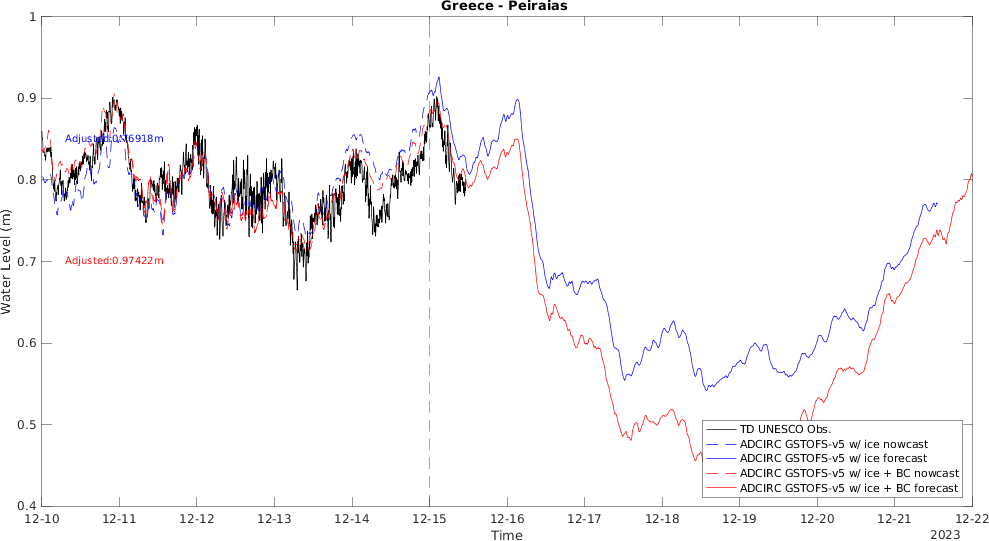 Greece - Peiraias
1
0.9
0.8
0.7
0.6
0.5
0.4
Water Level (m)
Adjusted:0.76918m
Adjusted:0.97422m
TD UNESCO Obs.
ADCIRC GSTOFS-v5 w/ ice nowcast
ADCIRC GSTOFS-v5 w/ ice forecast
ADCIRC GSTOFS-v5 w/ ice + BC nowcast
ADCIRC GSTOFS-v5 w/ ice + BC forecast
12-10 12-11 12-12 12-13 12-14 12-15 12-16 12-17 12-18 12-19 12-20 12-21 12-22
Time
2023